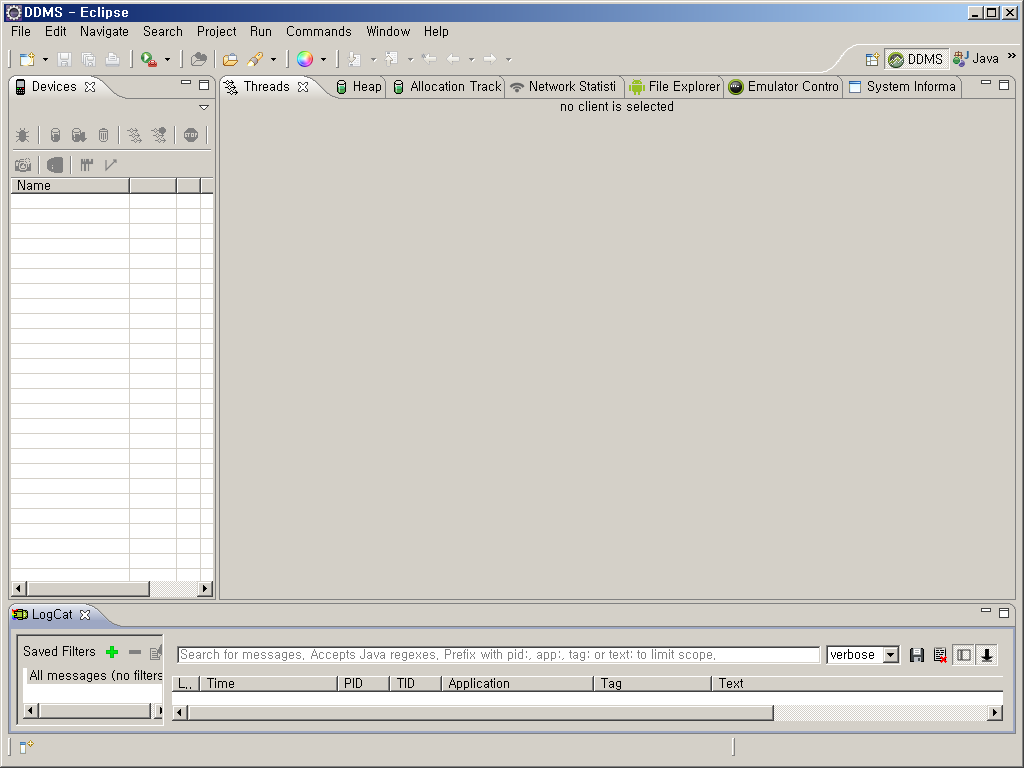 DDMS - Eclipse
File Edit Navigate Search Project Run Commands Window Help
DDMS Java
Devices
Threads Heap Allocation Track Network Statisti File Explorer Emulator Contro System Informa
no client is selected
STOP
Name
LogCat
Saved Filters
All messages (no filters
Search for messages. Accepts Java regexes. Prefix with pid:, app:, tag: or text: to limit scope.
verbose
L... Time PID TID Application Tag Text